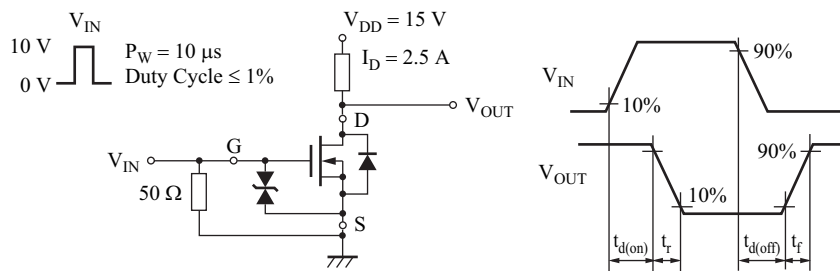 V_IN
10 V
0 V
P_W = 10 μs
Duty Cycle ≤ 1%
V_DD = 15 V
I_D = 2.5 A
V_OUT
D
G
V_IN
50 Ω
S
V_IN
10%
90%
V_OUT
90%
10%
t_d(on)
t_r
t_d(off)
t_f